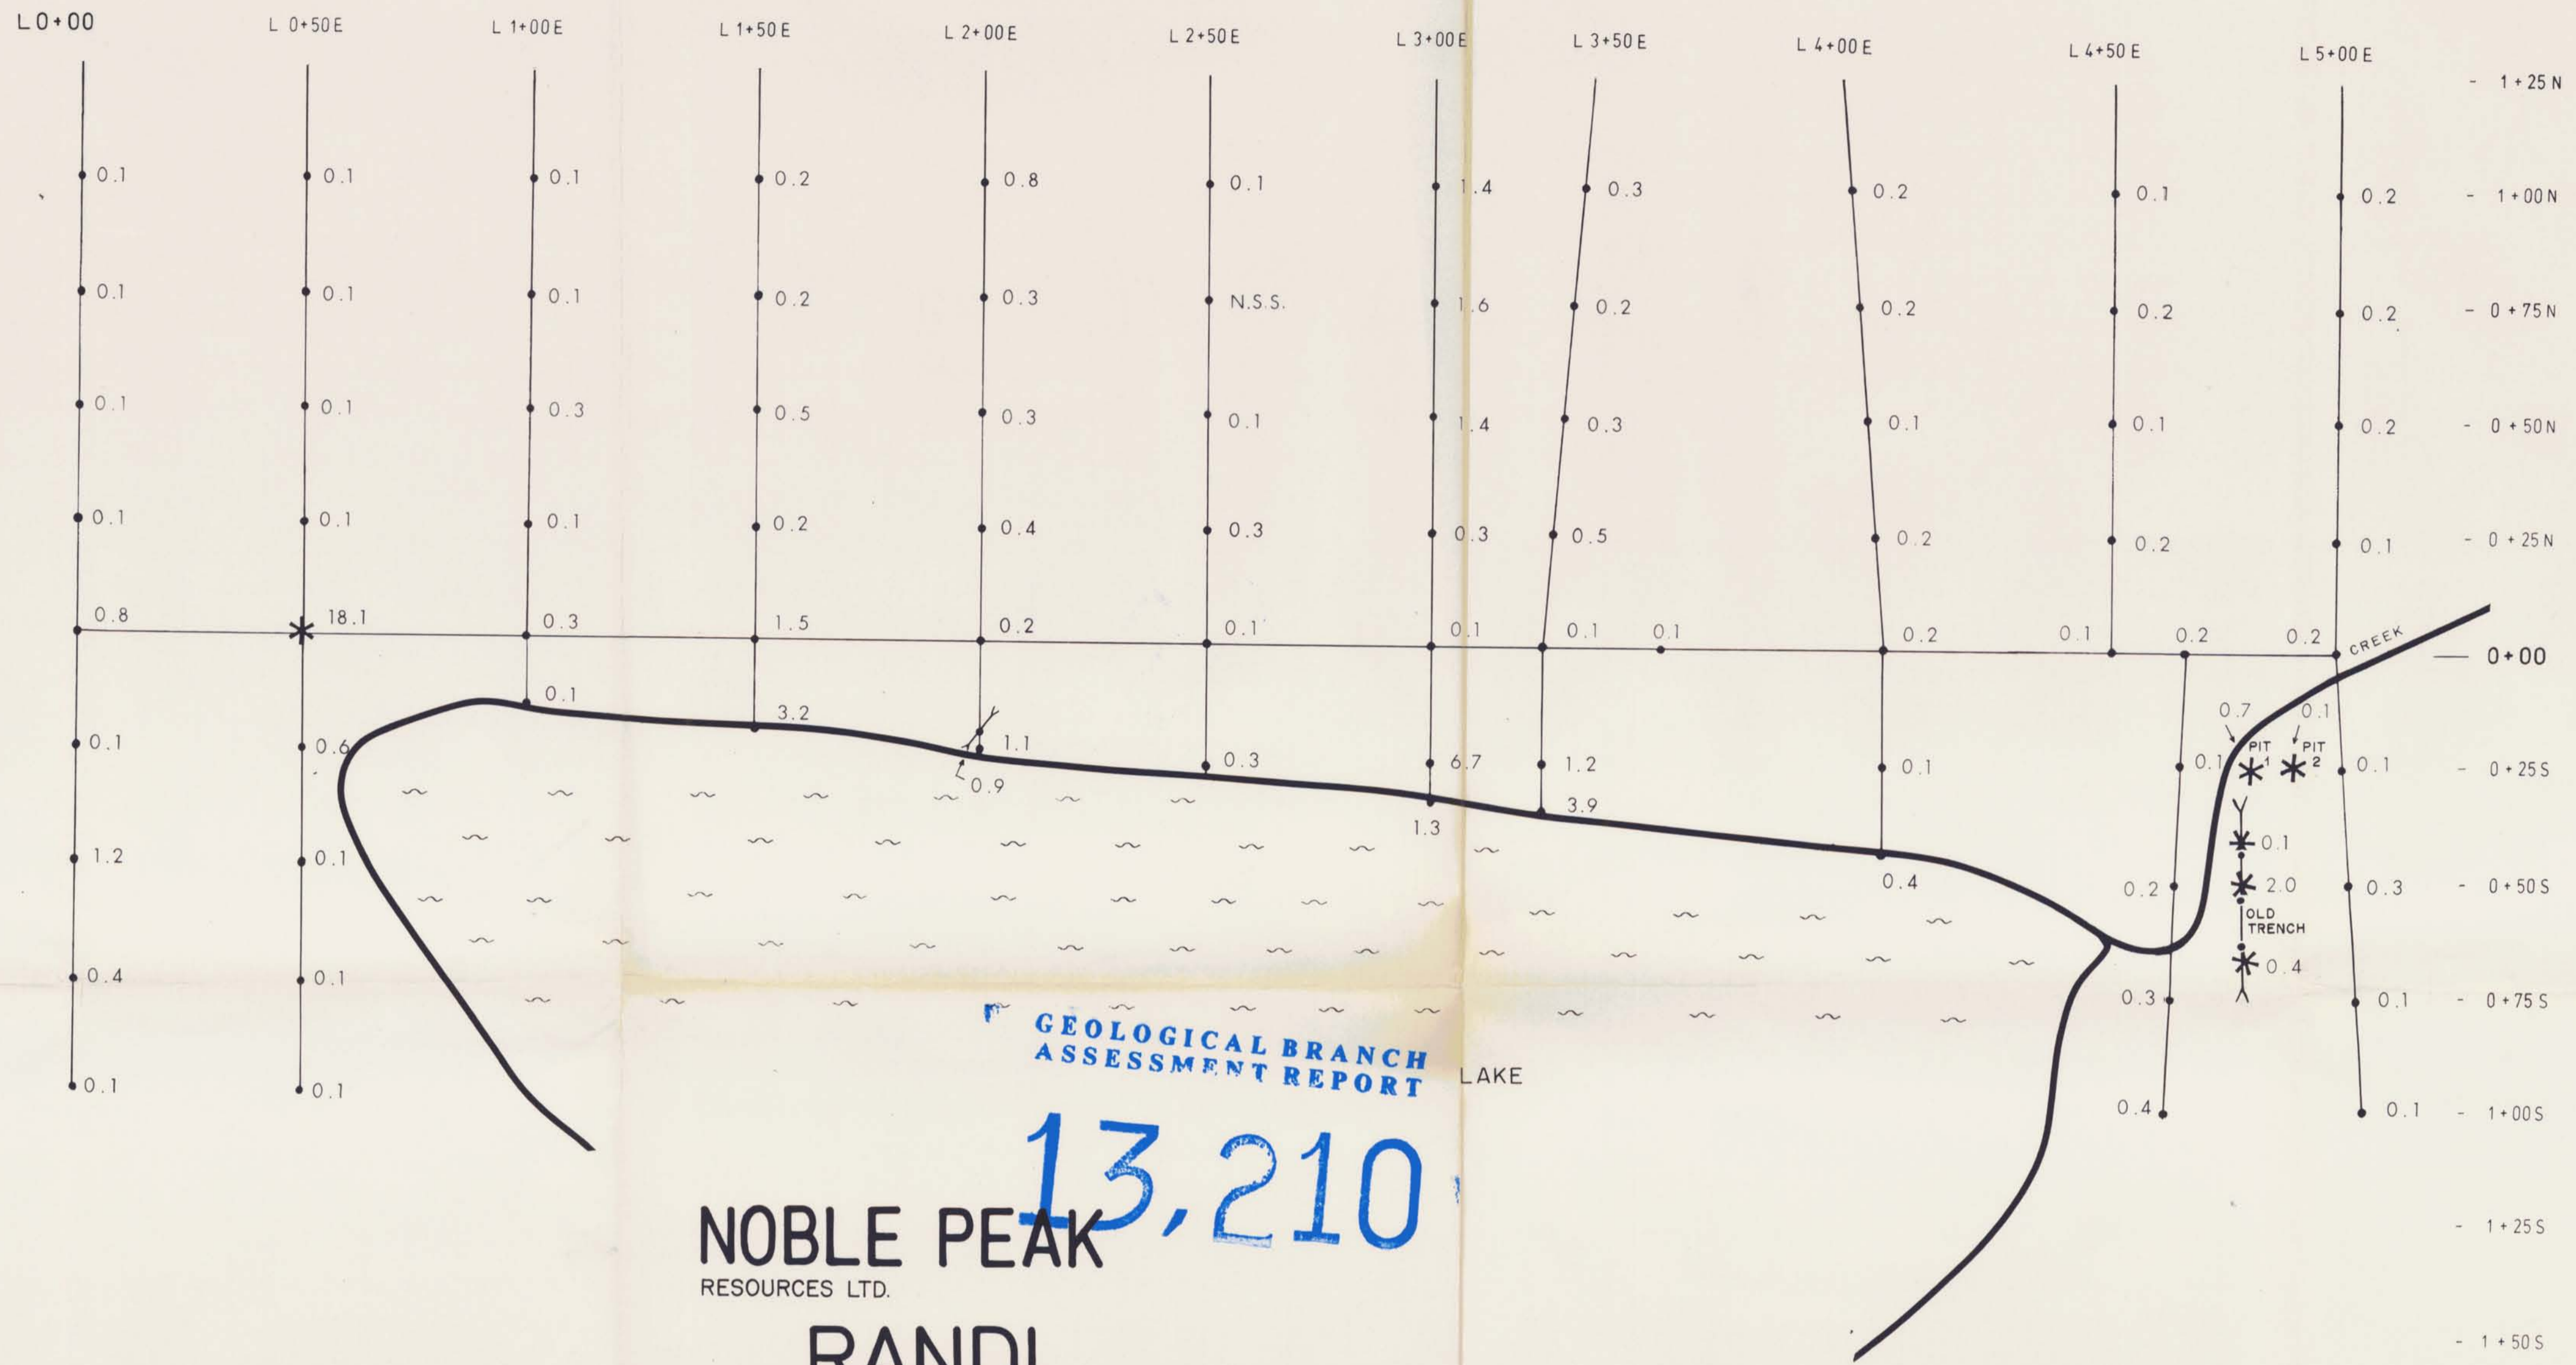 L 0+00 L 0+50 E L 1+00E L 1+50 E L 2+00E L 2+50 E L 3+00E L 3+50 E L 4+00 E L 4+50 E L 5+00 E
- 1 + 25 N
0.1 0.1 0.1 0.2 0.8 0.1 1.4 0.3 0.2 0.1 0.2 - 1 + 00 N
0.1 0.1 0.1 0.2 0.3 N.S.S. 1.6 0.2 0.2 0.2 0.2 - 0 + 75 N
0.1 0.1 0.3 0.5 0.3 0.1 1.4 0.3 0.1 0.1 0.2 - 0 + 50 N
0.1 0.1 0.1 0.2 0.4 0.3 0.3 0.5 0.2 0.2 0.1 - 0 + 25 N
0.8 18.1 0.3 1.5 0.2 0.1 0.1 0.1 0.1 0.2 0.1 0.2 0.2 CREEK — 0+00
0.1 3.2 0.7 0.1
0.1 0.6 1.1 0.3 6.7 1.2 0.1 0.1 PIT 1 PIT 2 0.1 - 0 + 25 S
0.9 3.9
1.3
1.2 0.1 0.1
0.4 0.2 2.0 0.3 - 0 + 50 S
OLD
TRENCH
0.4 0.1 0.4
0.3 0.1 - 0 + 75 S
GEOLOGICAL BRANCH
ASSESSMENT REPORT
LAKE
0.1 0.1 0.4 0.1 - 1 + 00 S
13,210
NOBLE PEAK
RESOURCES LTD.
- 1 + 25 S
RANDI
- 1 + 50 S